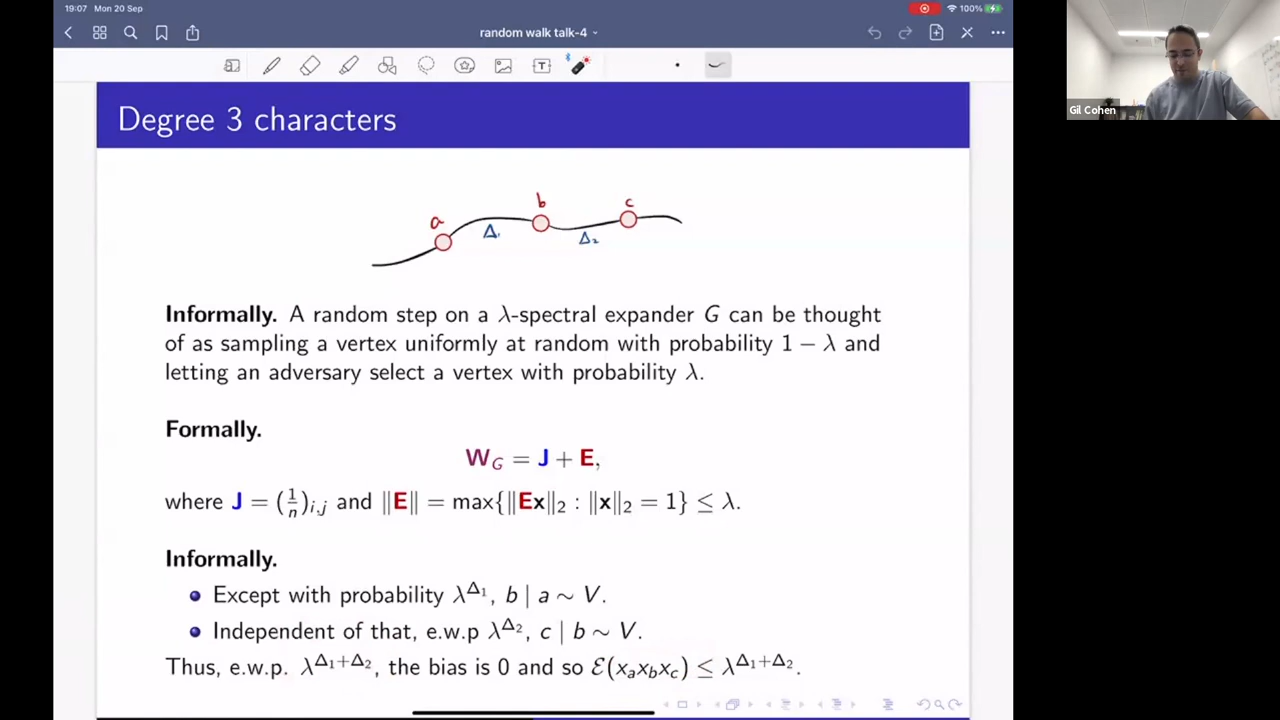 19:07 Mon 20 Sep
100%
random walk talk-4
Gil Cohen
Degree 3 characters
a b c
Δ₁ Δ₂
Informally. A random step on a λ-spectral expander G can be thought
of as sampling a vertex uniformly at random with probability 1 − λ and
letting an adversary select a vertex with probability λ.
Formally.
W_G = J + E,
where J = (1/n)_{i,j} and ‖E‖ = max{‖Ex‖₂ : ‖x‖₂ = 1} ≤ λ.
Informally.
Except with probability λ^{Δ₁}, b | a ∼ V.
Independent of that, e.w.p λ^{Δ₂}, c | b ∼ V.
Thus, e.w.p. λ^{Δ₁+Δ₂}, the bias is 0 and so ℰ(x_a x_b x_c) ≤ λ^{Δ₁+Δ₂}.